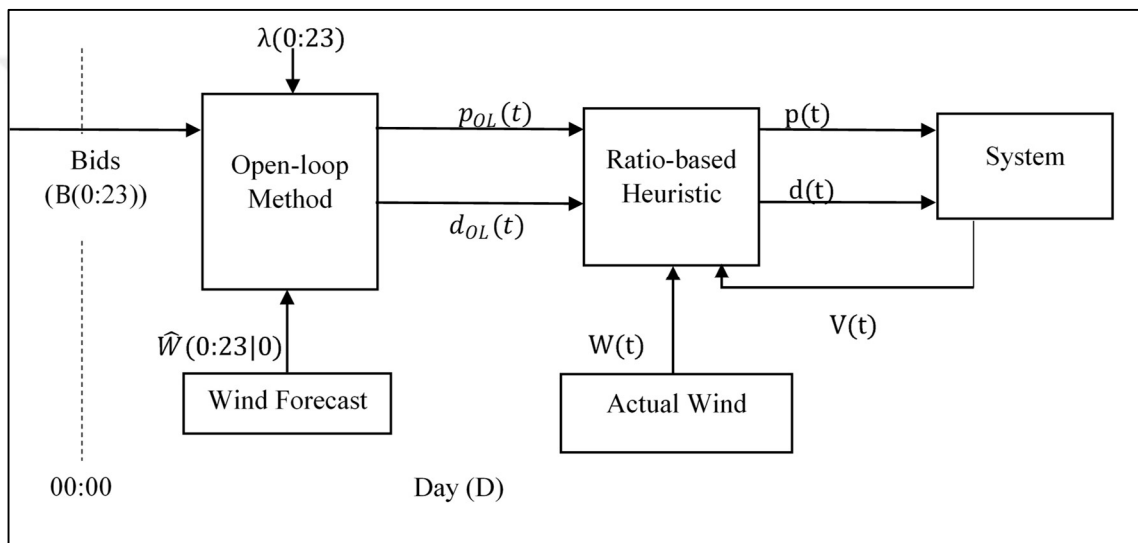 λ(0:23)
Bids
(B(0:23))
Open-loop
Method
p_OL(t)
d_OL(t)
Ratio-based
Heuristic
p(t)
d(t)
System
V(t)
Ŵ(0:23|0)
W(t)
Wind Forecast
Actual Wind
00:00
Day (D)